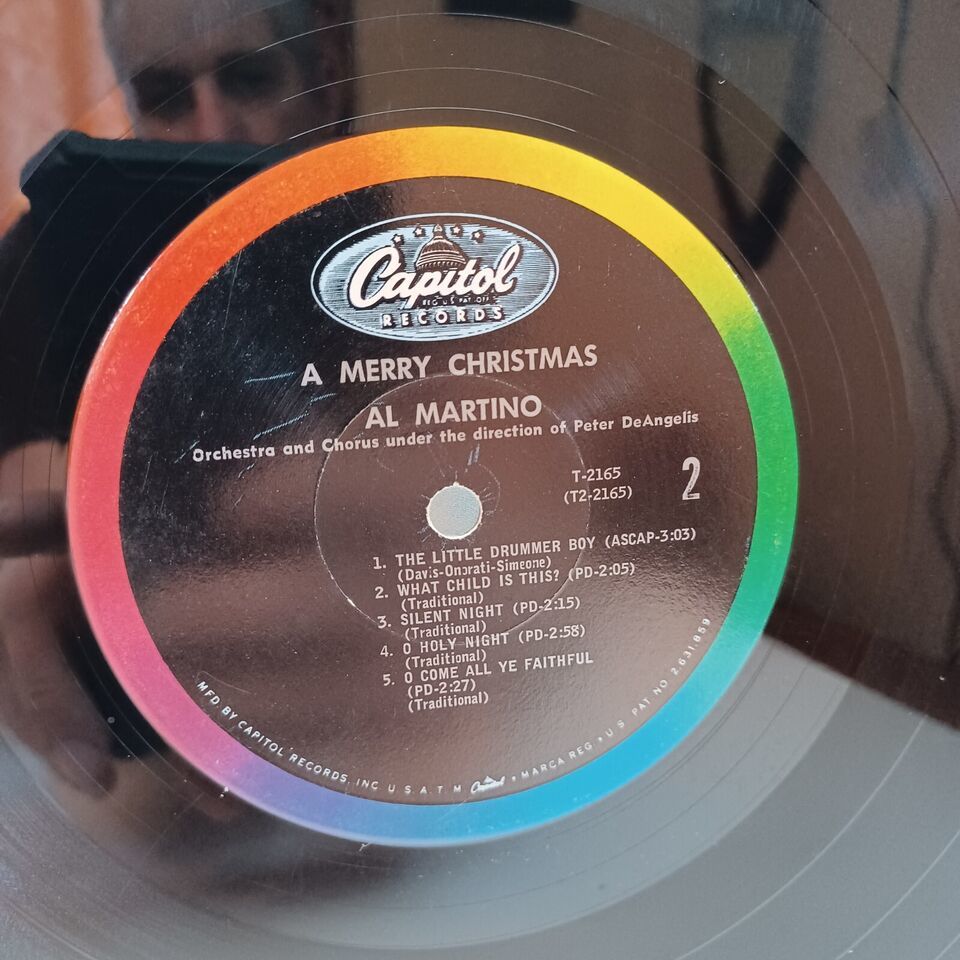 Capitol
REG U S PAT OFF
RECORDS
A MERRY CHRISTMAS
AL MARTINO
Orchestra and Chorus under the direction of Peter DeAngelis
T-2165
(T2-2165)
2
1. THE LITTLE DRUMMER BOY (ASCAP-3:03)
(Davis-Onorati-Simeone)
2. WHAT CHILD IS THIS? (PD-2:05)
(Traditional)
3. SILENT NIGHT (PD-2:15)
(Traditional)
4. O HOLY NIGHT (PD-2:58)
(Traditional)
5. O COME ALL YE FAITHFUL
(PD-2:27)
(Traditional)
MFD BY CAPITOL RECORDS, INC U S A. T M Capitol • MARCA REG • U S PAT NO 2,631,859